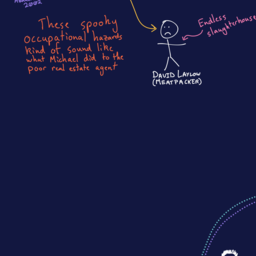 2002
These spooky
occupational hazards
kind of sound like
what Michael did to the
poor real estate agent
Endless
slaughterhouse
DAVID LAYLOW
(MEATPACKER)